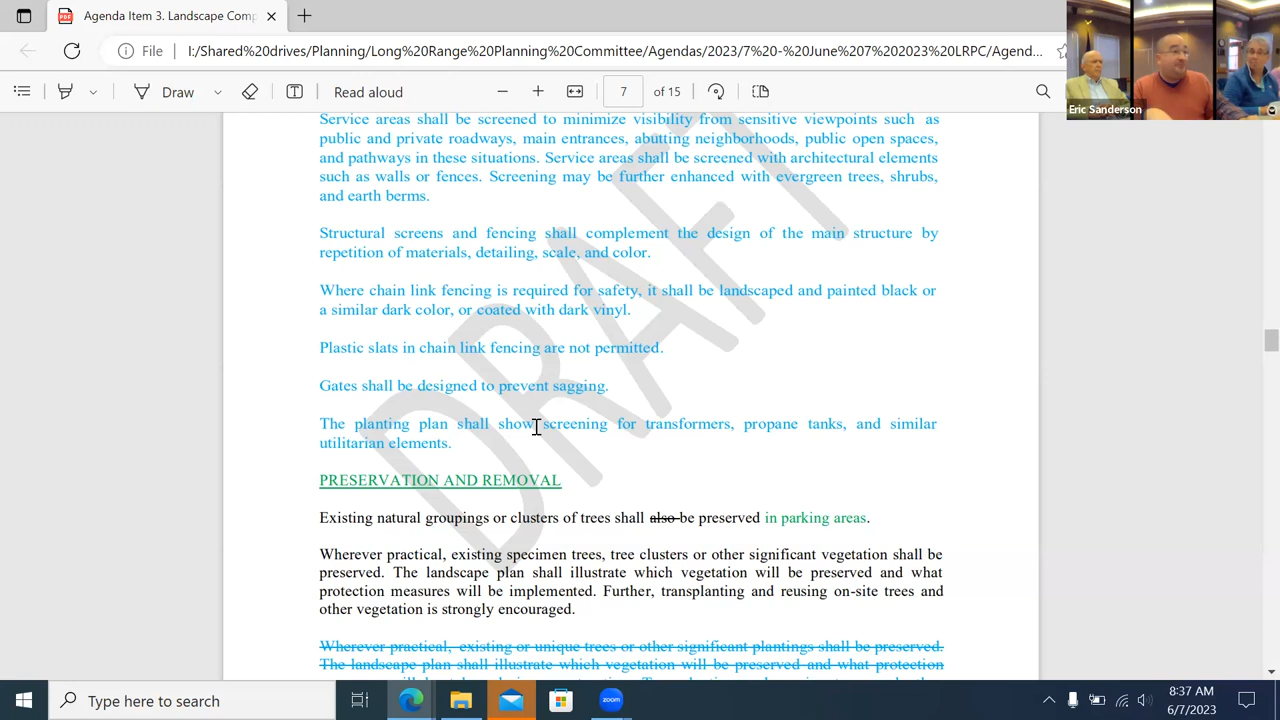 Agenda Item 3. Landscape Comp
File
I:/Shared%20drives/Planning/Long%20Range%20Planning%20Committee/Agendas/2023/7%20-%20June%207%202023%20LRPC/Agend...
Draw
Read aloud
7 of 15
Eric Sanderson
Service areas shall be screened to minimize visibility from sensitive viewpoints such as
public and private roadways, main entrances, abutting neighborhoods, public open spaces,
and pathways in these situations. Service areas shall be screened with architectural elements
such as walls or fences. Screening may be further enhanced with evergreen trees, shrubs,
and earth berms.
Structural screens and fencing shall complement the design of the main structure by
repetition of materials, detailing, scale, and color.
Where chain link fencing is required for safety, it shall be landscaped and painted black or
a similar dark color, or coated with dark vinyl.
Plastic slats in chain link fencing are not permitted.
Gates shall be designed to prevent sagging.
The planting plan shall show screening for transformers, propane tanks, and similar
utilitarian elements.
PRESERVATION AND REMOVAL
Existing natural groupings or clusters of trees shall also be preserved in parking areas.
Wherever practical, existing specimen trees, tree clusters or other significant vegetation shall be
preserved. The landscape plan shall illustrate which vegetation will be preserved and what
protection measures will be implemented. Further, transplanting and reusing on-site trees and
other vegetation is strongly encouraged.
Wherever practical, existing or unique trees or other significant plantings shall be preserved.
The landscape plan shall illustrate which vegetation will be preserved and what protection
DRAFT
Type here to search
zoom
8:37 AM
6/7/2023